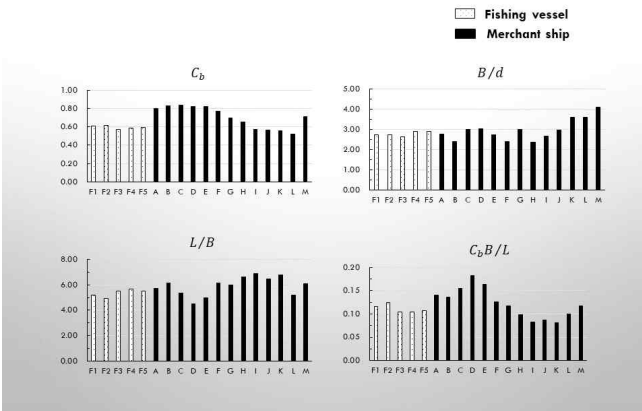 Fishing vessel
Merchant ship
C_b
1.00
0.80
0.60
0.40
0.20
0.00
F1 F2 F3 F4 F5 A B C D E F G H I J K L M
B/d
5.00
4.00
3.00
2.00
1.00
0.00
F1 F2 F3 F4 F5 A B C D E F G H I J K L M
L/B
8.00
6.00
4.00
2.00
0.00
F1 F2 F3 F4 F5 A B C D E F G H I J K L M
C_bB/L
0.20
0.15
0.10
0.05
0.00
F1 F2 F3 F4 F5 A B C D E F G H I J K L M